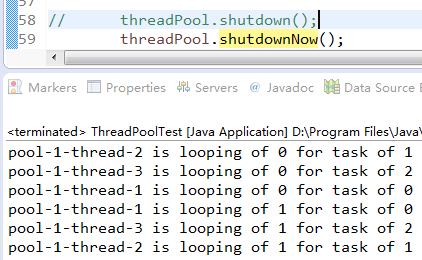 57
58 //      threadPool.shutdown();
59          threadPool.shutdownNow();
Markers Properties Servers @ Javadoc Data Source E
<terminated> ThreadPoolTest [Java Application] D:\Program Files\Java\
pool-1-thread-2 is looping of 0 for task of 1
pool-1-thread-3 is looping of 0 for task of 2
pool-1-thread-1 is looping of 0 for task of 0
pool-1-thread-1 is looping of 1 for task of 0
pool-1-thread-3 is looping of 1 for task of 2
pool-1-thread-2 is looping of 1 for task of 1